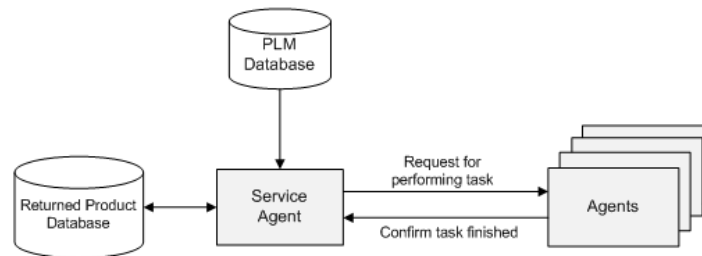 PLM
Database
Request for
performing task
Returned Product
Database
Service
Agent
Agents
Confirm task finished